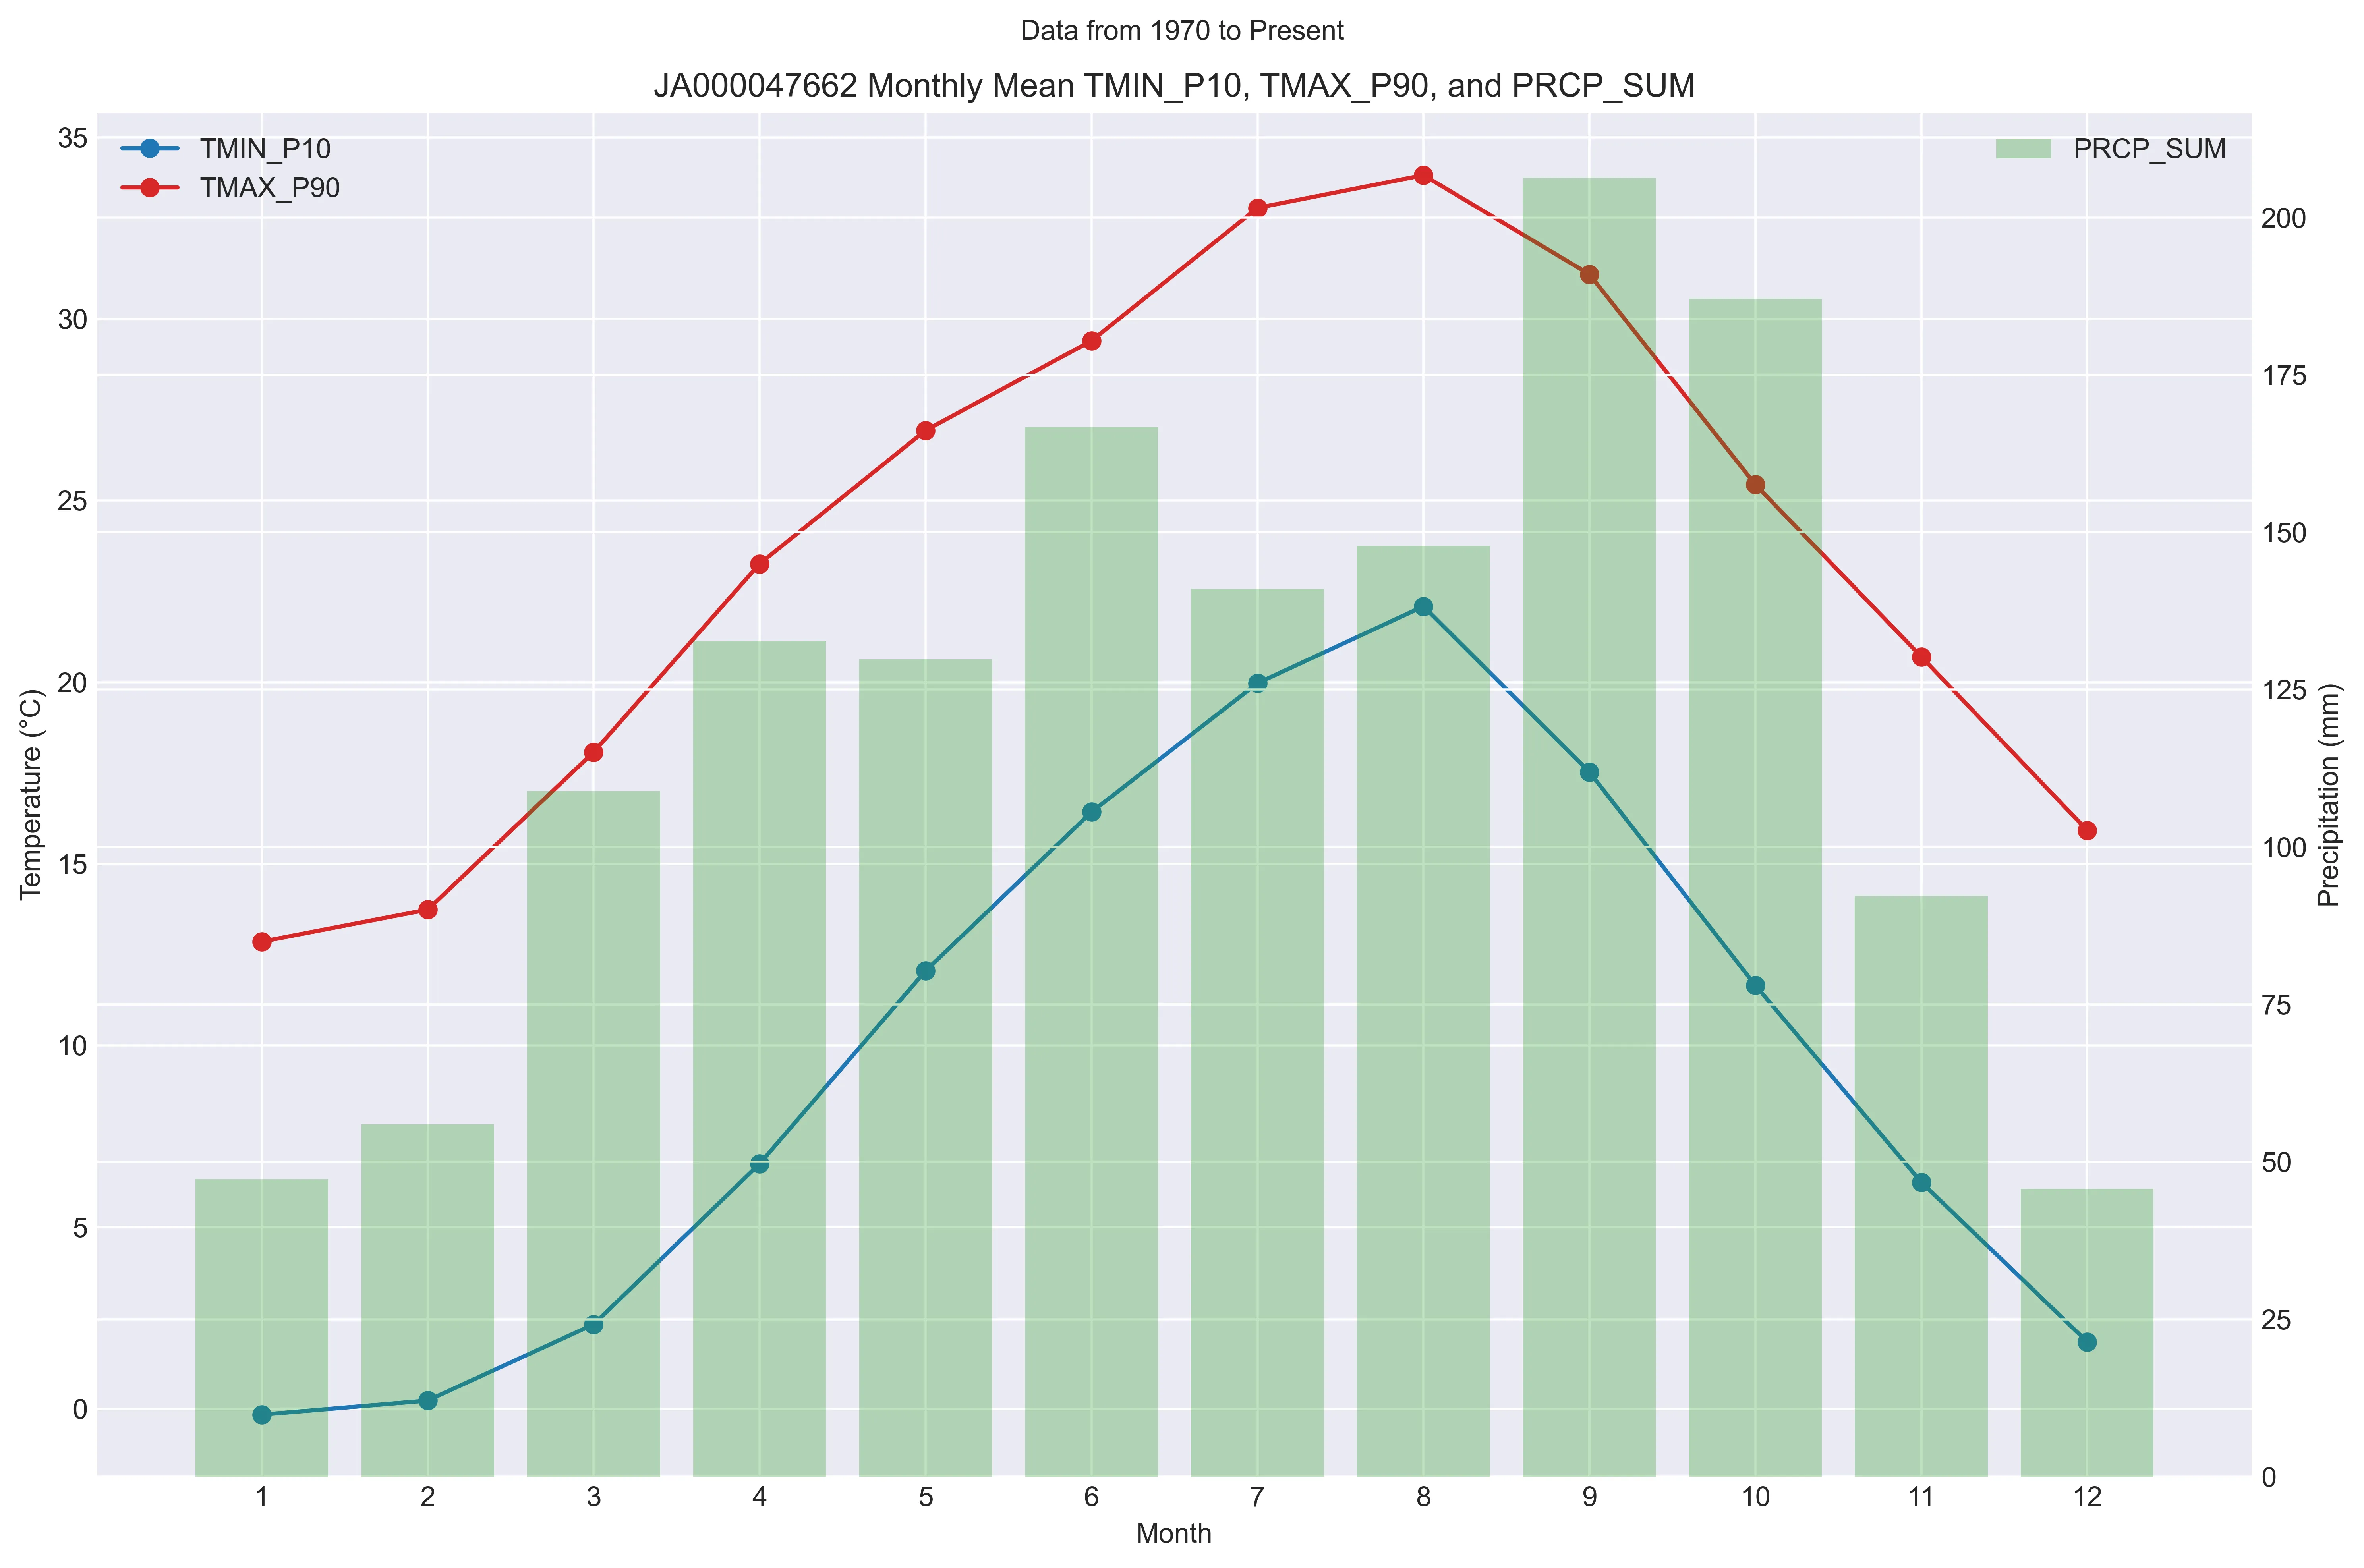 Data from 1970 to Present
JA000047662 Monthly Mean TMIN_P10, TMAX_P90, and PRCP_SUM
TMIN_P10
TMAX_P90
PRCP_SUM
35
30
25
20
15
10
5
0
Temperature (°C)
200
175
150
125
100
75
50
25
0
Precipitation (mm)
1 2 3 4 5 6 7 8 9 10 11 12
Month